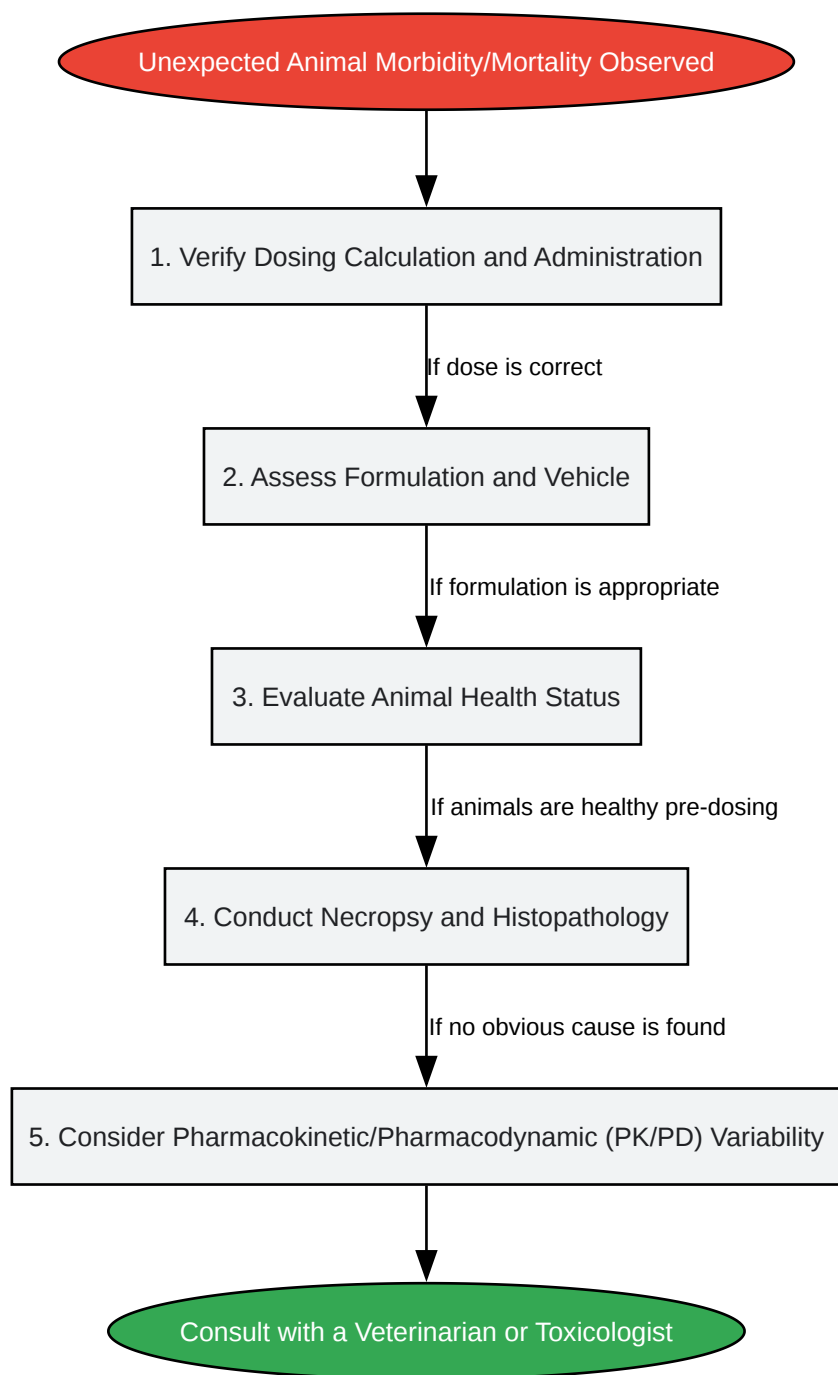 Unexpected Animal Morbidity/Mortality Observed
1. Verify Dosing Calculation and Administration
If dose is correct
2. Assess Formulation and Vehicle
If formulation is appropriate
3. Evaluate Animal Health Status
If animals are healthy pre-dosing
4. Conduct Necropsy and Histopathology
If no obvious cause is found
5. Consider Pharmacokinetic/Pharmacodynamic (PK/PD) Variability
Consult with a Veterinarian or Toxicologist